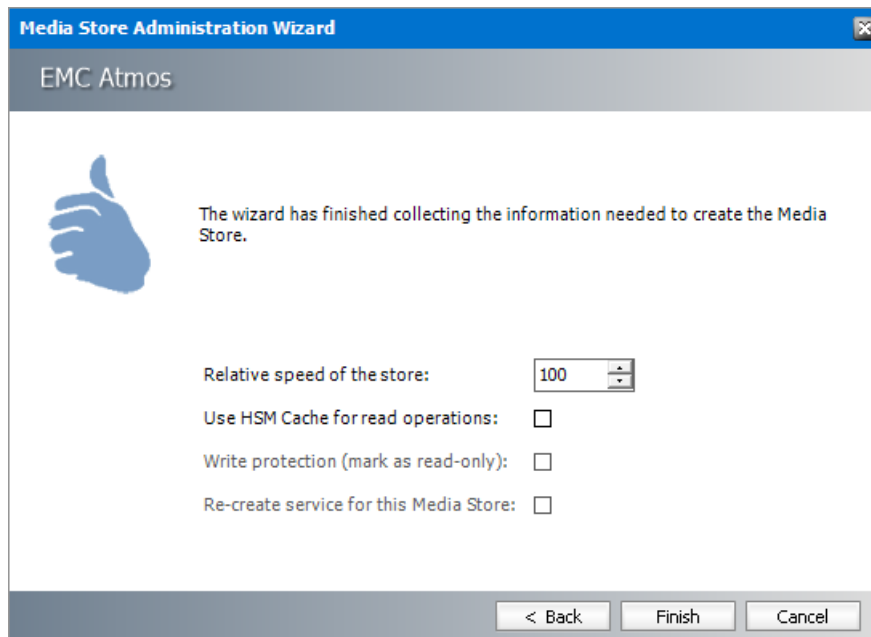 Media Store Administration Wizard
EMC Atmos
The wizard has finished collecting the information needed to create the Media
Store.
Relative speed of the store:
100
Use HSM Cache for read operations:
Write protection (mark as read-only):
Re-create service for this Media Store:
< Back
Finish
Cancel